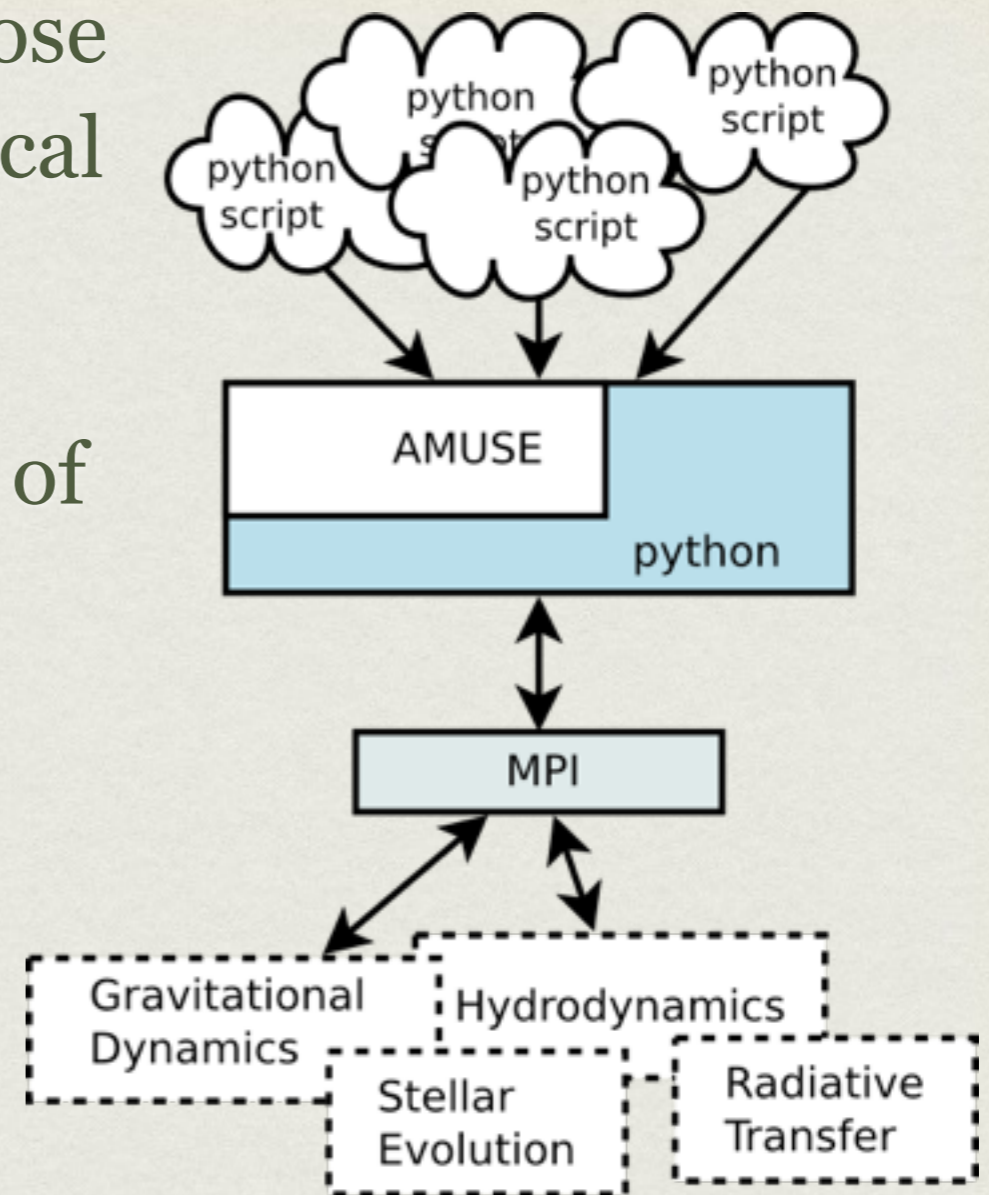 ose
cal
of
python
python
script
python
script
python
script
AMUSE
python
MPI
Gravitational
Dynamics
Hydrodynamics
Stellar
Evolution
Radiative
Transfer